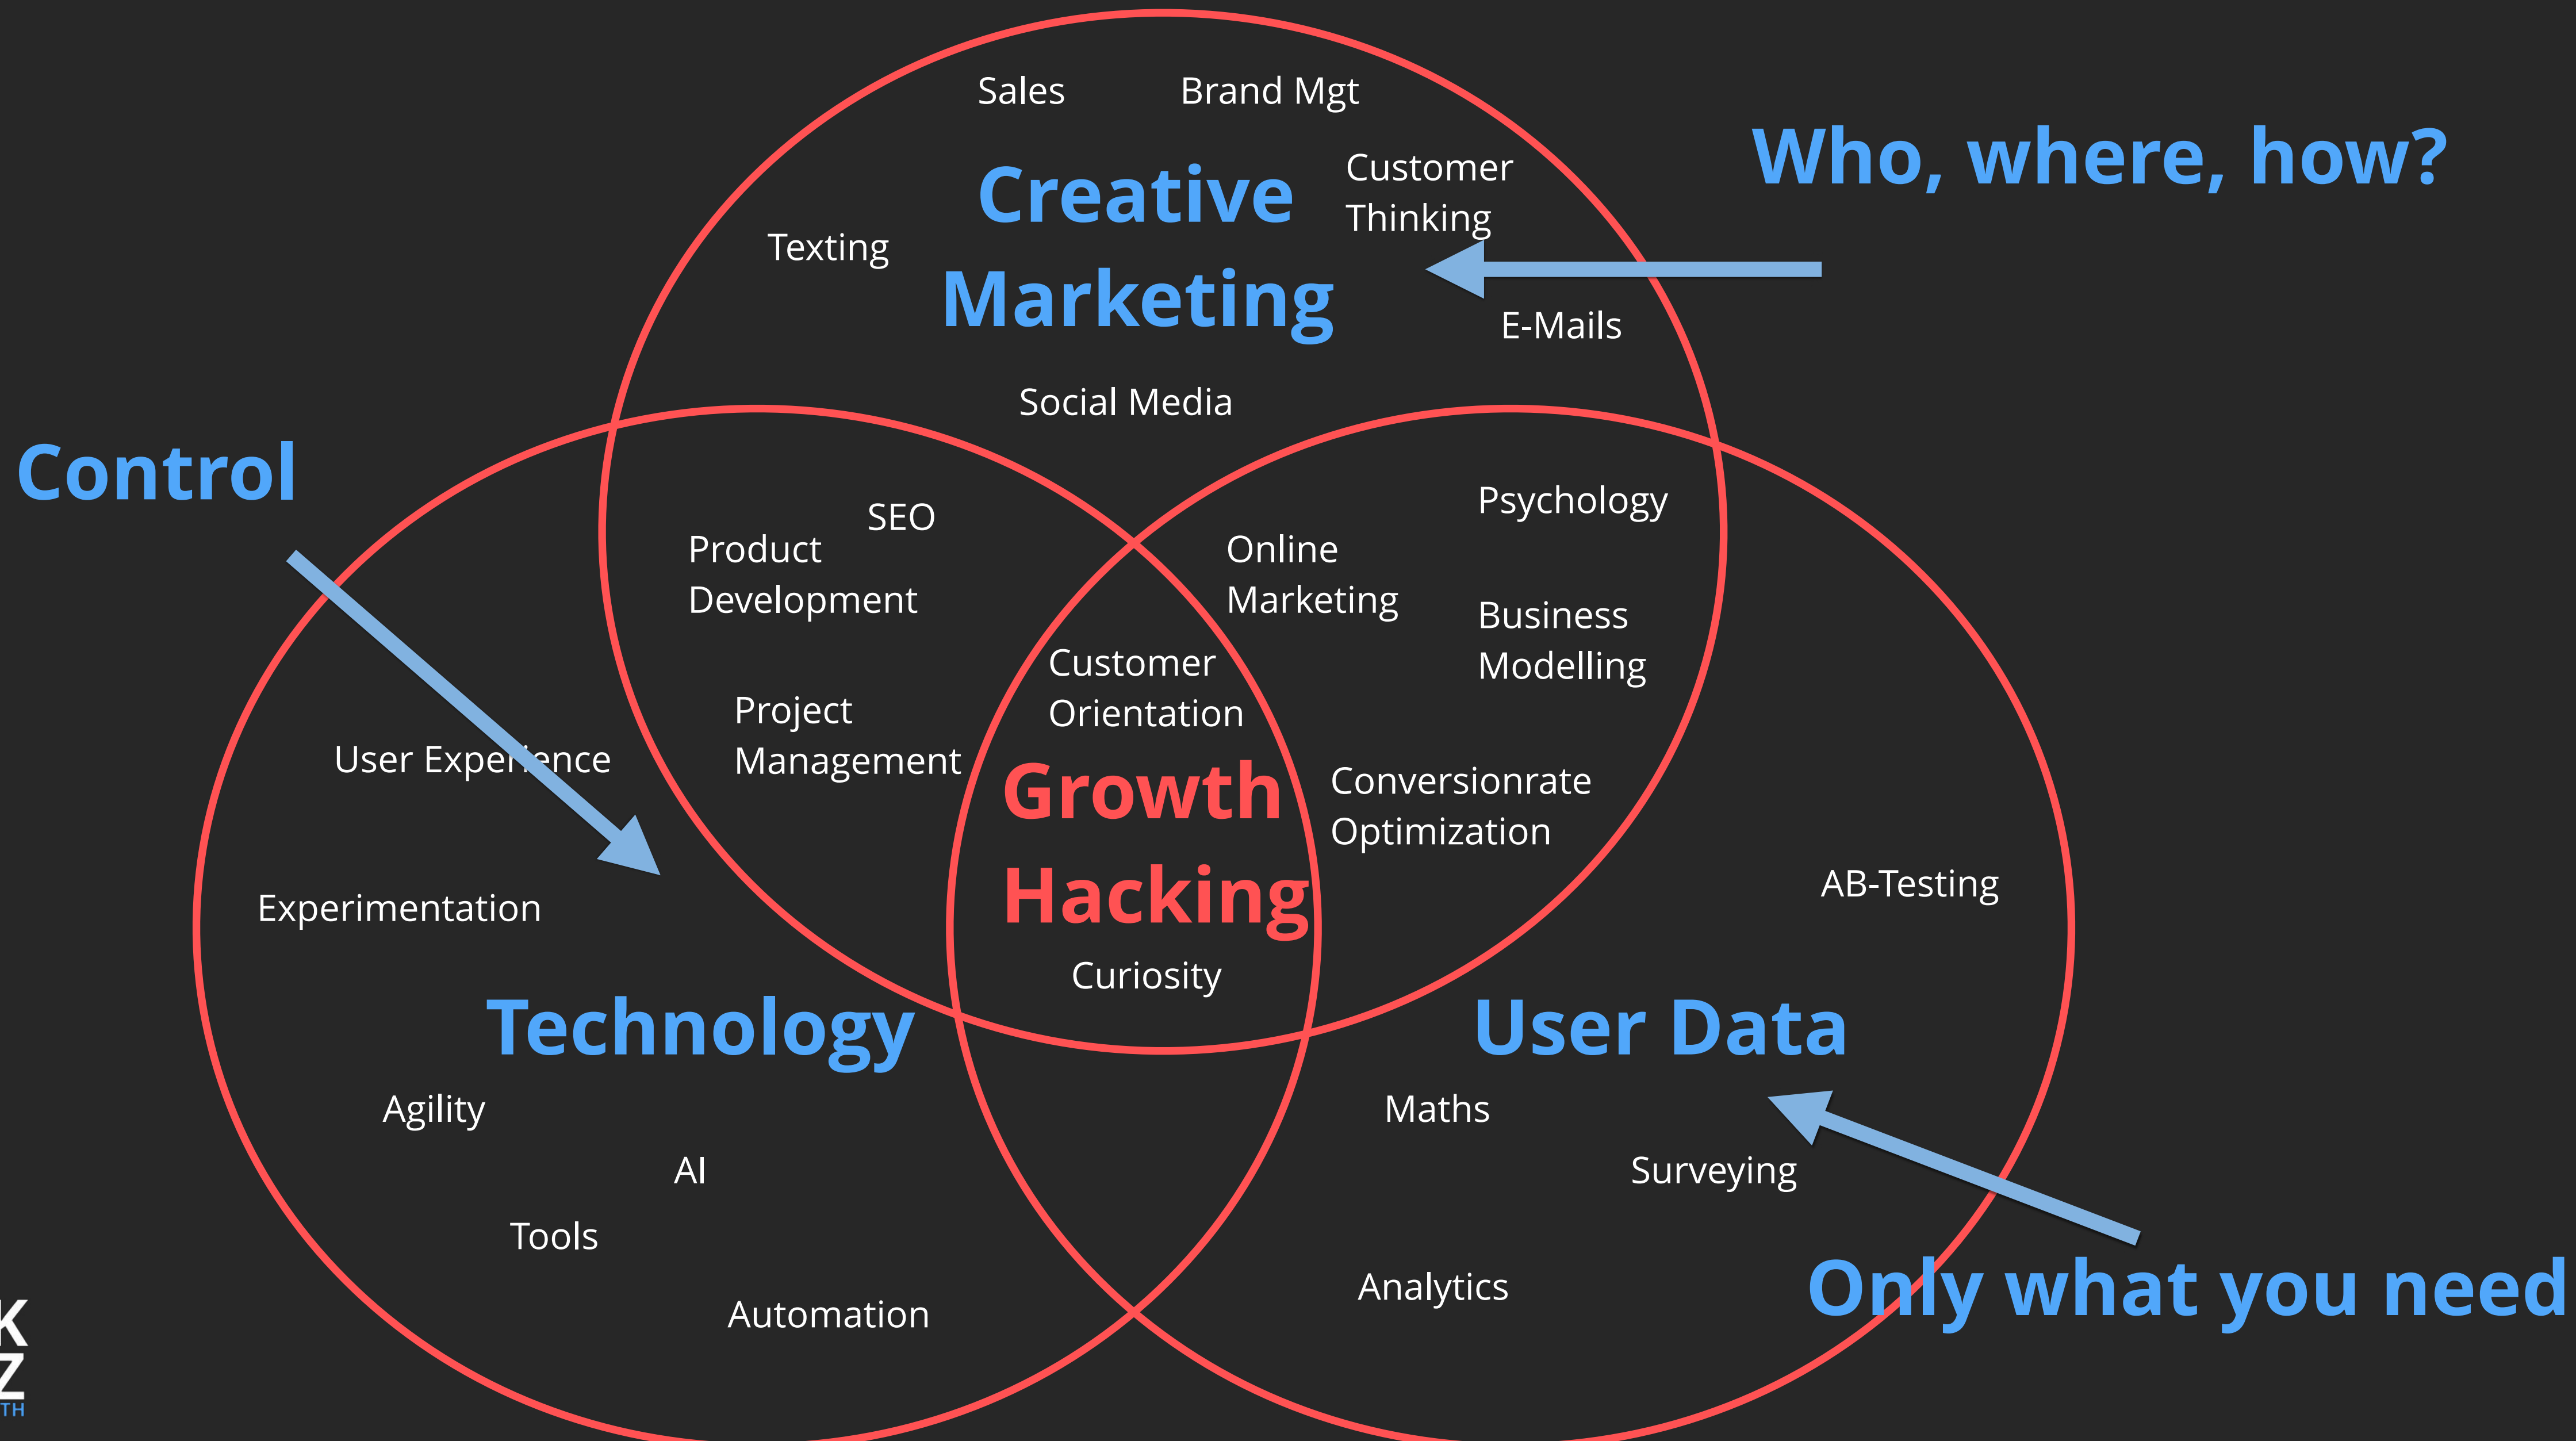 Sales
Brand Mgt
Customer
Thinking
Who, where, how?
Creative
Marketing
Texting
E-Mails
Social Media
Control
SEO
Product
Development
Project
Management
Psychology
Online
Marketing
Business
Modelling
Customer
Orientation
Growth
Hacking
Curiosity
Conversionrate
Optimization
User Experience
Experimentation
AB-Testing
Technology
User Data
Agility
AI
Tools
Automation
Maths
Surveying
Analytics
Only what you need
K
Z
TH